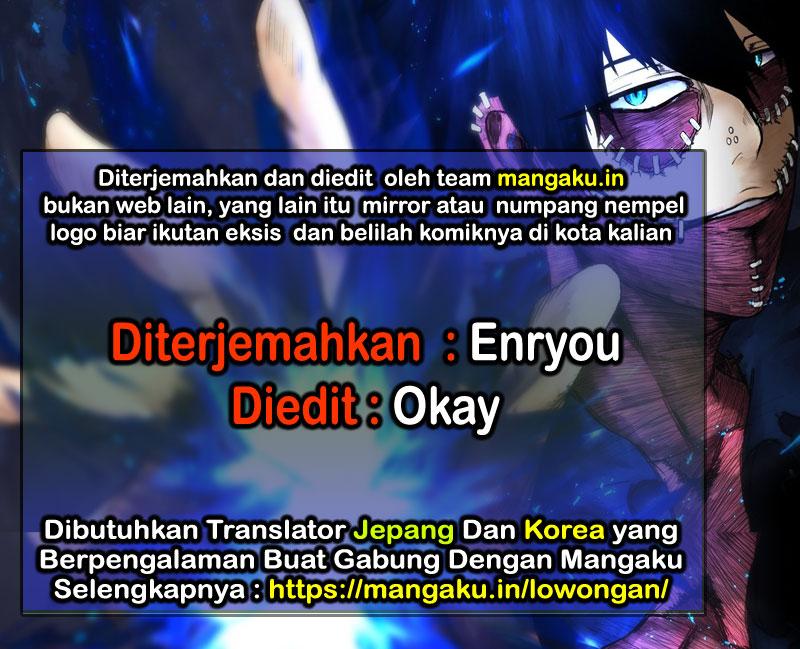 Diterjemahkan dan diedit oleh team mangaku.in
bukan web lain, yang lain itu mirror atau numpang nempel
logo biar ikutan eksis dan belilah komiknya di kota kalian
Diterjemahkan : Enryou
Diedit : Okay
Dibutuhkan Translator Jepang Dan Korea yang
Berpengalaman Buat Gabung Dengan Mangaku
Selengkapnya : https://mangaku.in/lowongan/